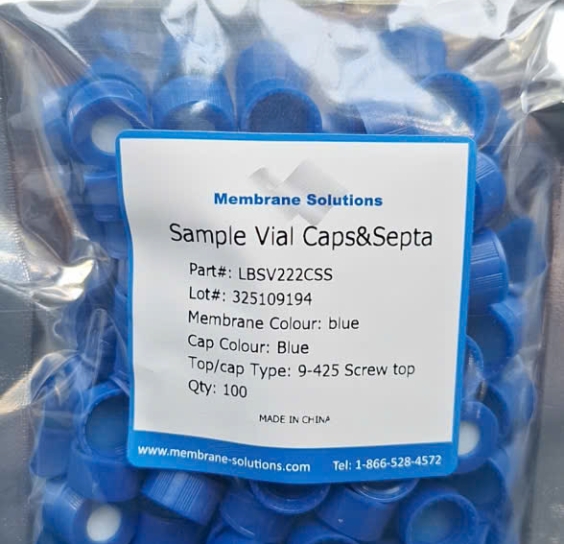 Membrane Solutions
Sample Vial Caps&Septa
Part#: LBSV222CSS
Lot#: 325109194
Membrane Colour: blue
Cap Colour: Blue
Top/cap Type: 9-425 Screw top
Qty: 100
MADE IN CHINA
www.membrane-solutions.com Tel: 1-866-528-4572